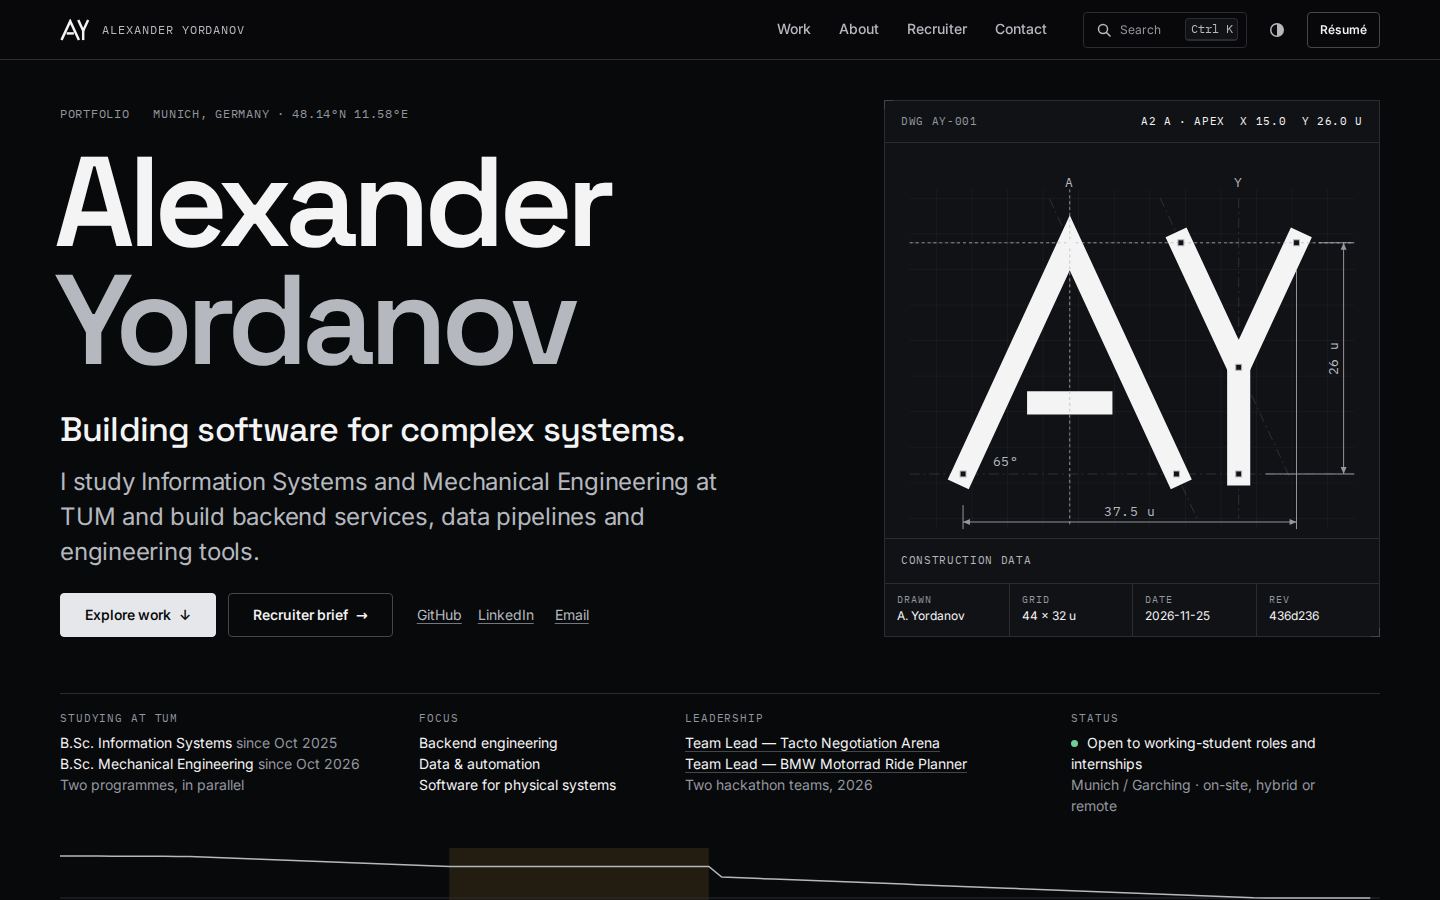 AY ALEXANDER YORDANOV
Work About Recruiter Contact Search Ctrl K Résumé
PORTFOLIO MUNICH, GERMANY · 48.14°N 11.58°E
Alexander
Yordanov
Building software for complex systems.
I study Information Systems and Mechanical Engineering at
TUM and build backend services, data pipelines and
engineering tools.
Explore work ↓ Recruiter brief → GitHub LinkedIn Email
DWG AY-001 A2 A · APEX X 15.0 Y 26.0 U
A Y
AY
26 u
65°
37.5 u
CONSTRUCTION DATA
DRAWN
A. Yordanov
GRID
44 × 32 u
DATE
2026-11-25
REV
436d236
STUDYING AT TUM
B.Sc. Information Systems since Oct 2025
B.Sc. Mechanical Engineering since Oct 2026
Two programmes, in parallel
FOCUS
Backend engineering
Data & automation
Software for physical systems
LEADERSHIP
Team Lead — Tacto Negotiation Arena
Team Lead — BMW Motorrad Ride Planner
Two hackathon teams, 2026
STATUS
Open to working-student roles and
internships
Munich / Garching · on-site, hybrid or
remote